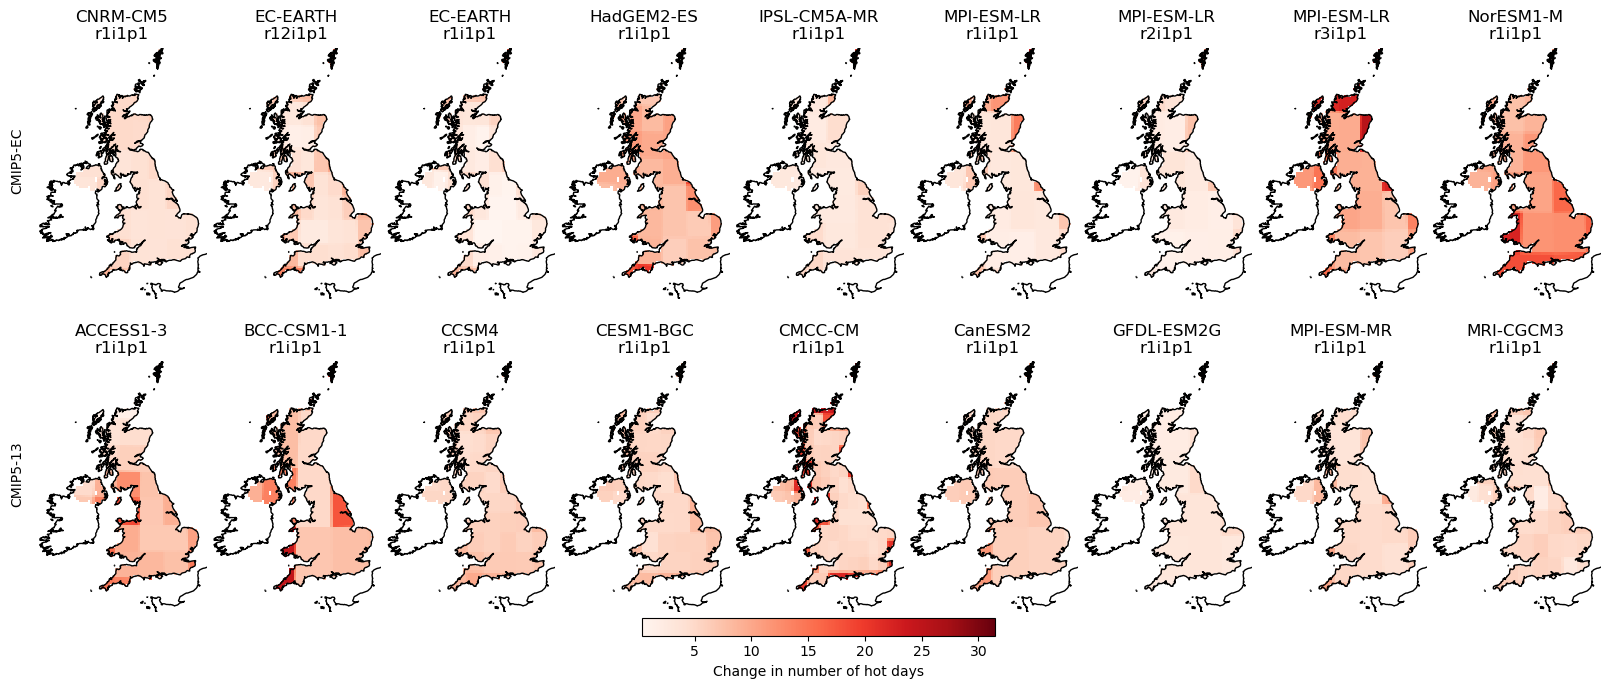 CNRM-CM5
r1i1p1
EC-EARTH
r12i1p1
EC-EARTH
r1i1p1
HadGEM2-ES
r1i1p1
IPSL-CM5A-MR
r1i1p1
MPI-ESM-LR
r1i1p1
MPI-ESM-LR
r2i1p1
MPI-ESM-LR
r3i1p1
NorESM1-M
r1i1p1
CMIP5-EC
ACCESS1-3
r1i1p1
BCC-CSM1-1
r1i1p1
CCSM4
r1i1p1
CESM1-BGC
r1i1p1
CMCC-CM
r1i1p1
CanESM2
r1i1p1
GFDL-ESM2G
r1i1p1
MPI-ESM-MR
r1i1p1
MRI-CGCM3
r1i1p1
CMIP5-13
5 10 15 20 25 30
Change in number of hot days